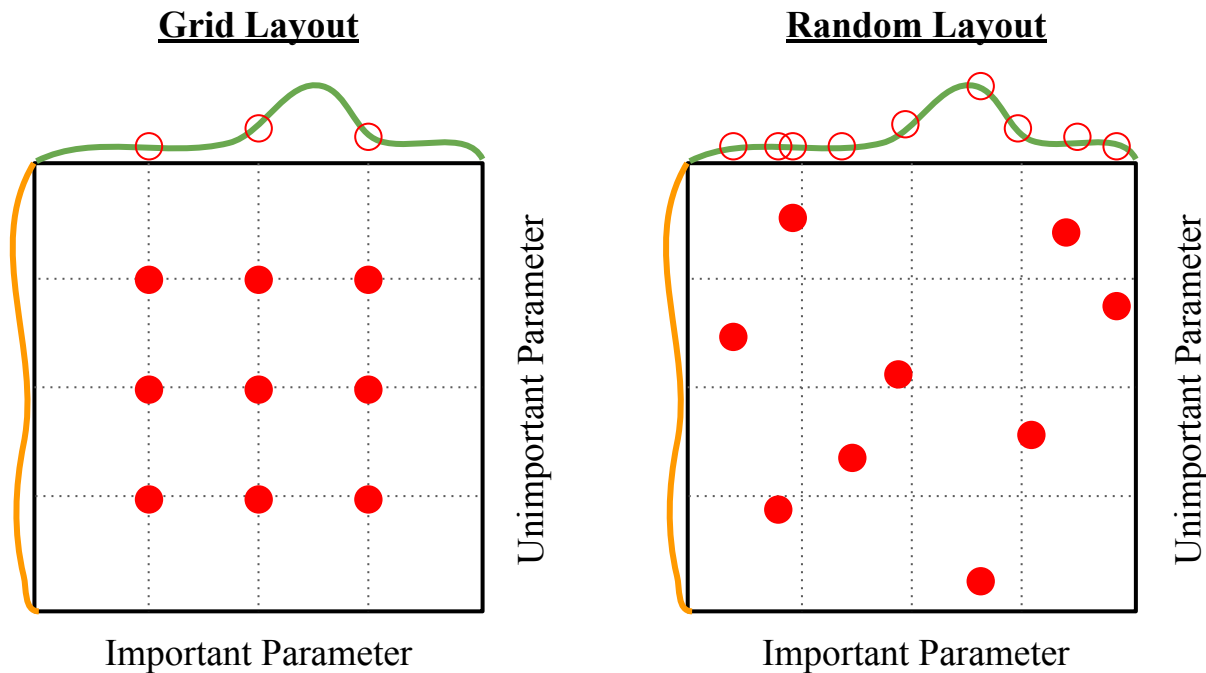 Grid Layout
Unimportant Parameter
Important Parameter
Random Layout
Unimportant Parameter
Important Parameter